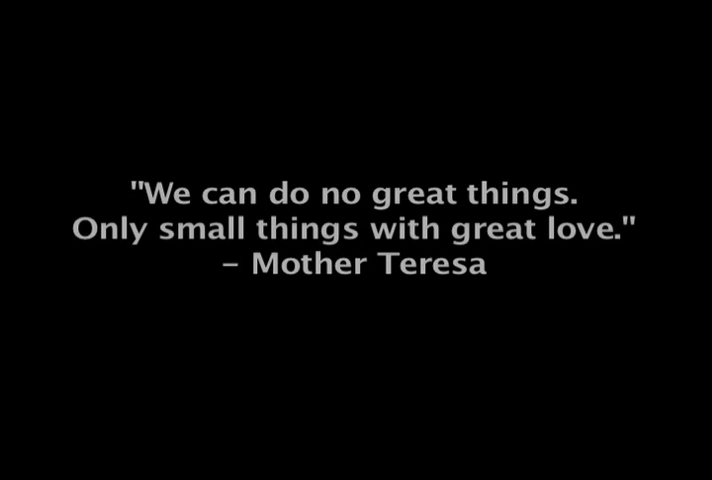 "We can do no great things.
Only small things with great love."
– Mother Teresa